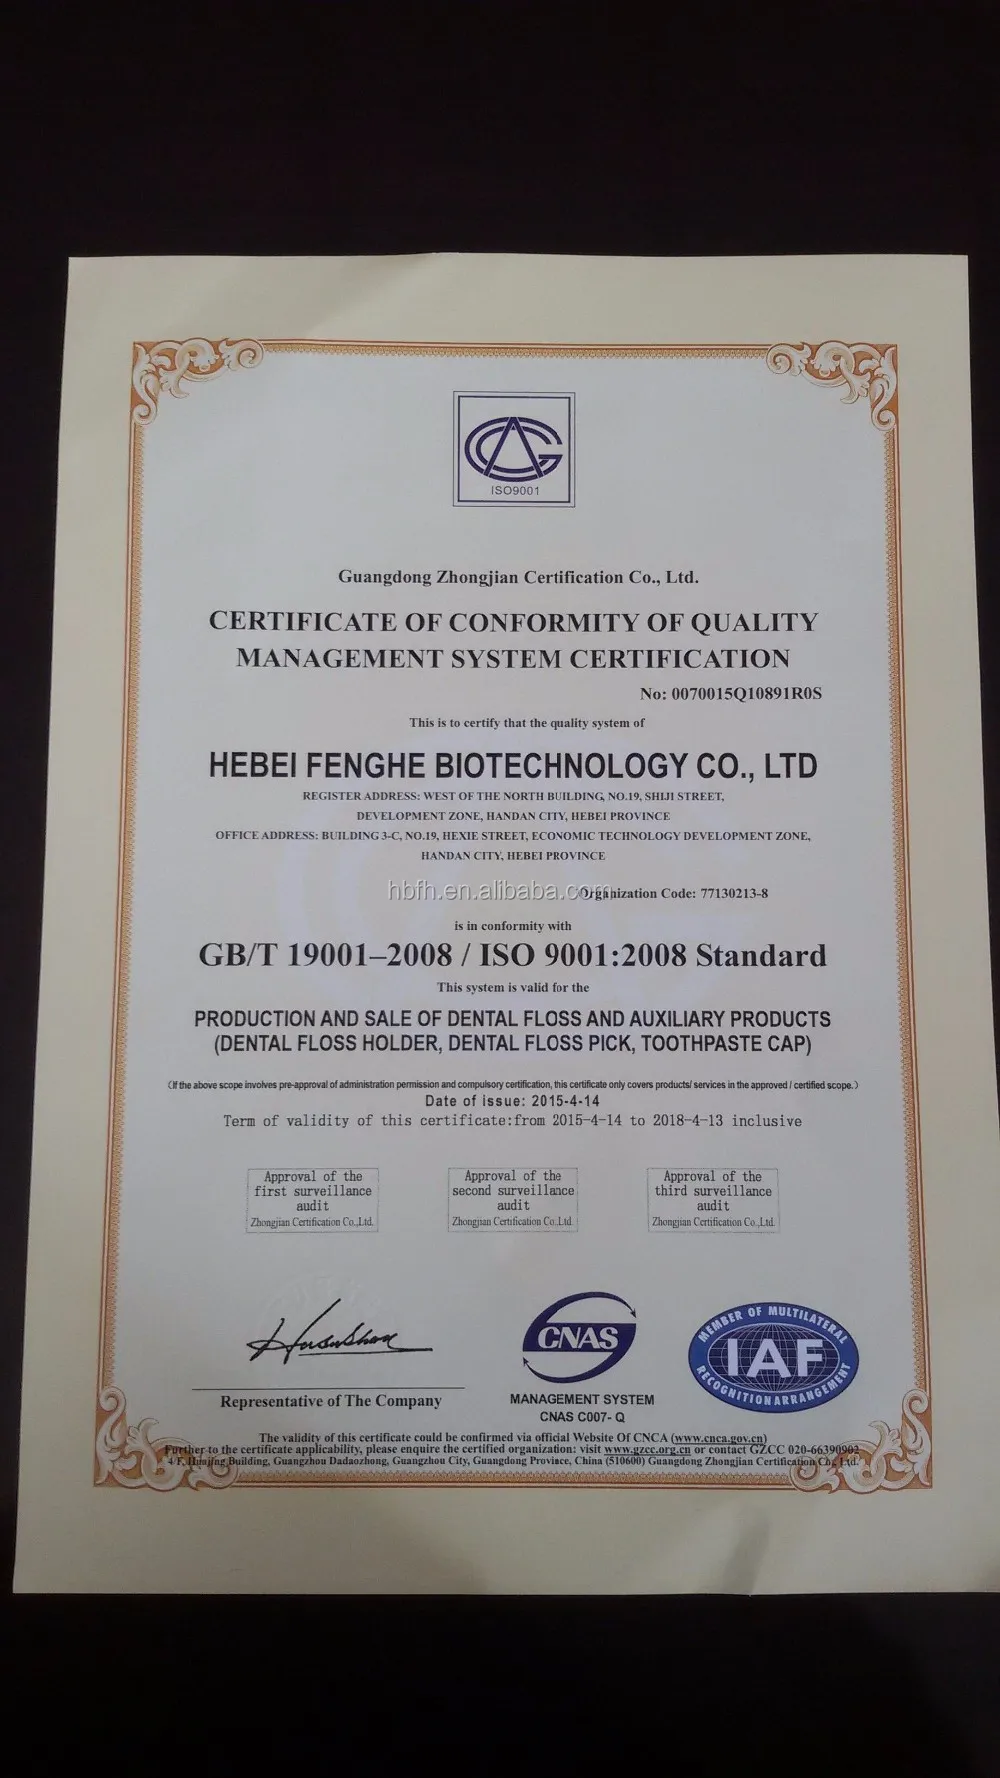 CAG
ISO9001
Guangdong Zhongjian Certification Co., Ltd.
CERTIFICATE OF CONFORMITY OF QUALITY
MANAGEMENT SYSTEM CERTIFICATION
No: 0070015Q10891R0S
This is to certify that the quality system of
HEBEI FENGHE BIOTECHNOLOGY CO., LTD
REGISTER ADDRESS: WEST OF THE NORTH BUILDING, NO.19, SHIJI STREET,
DEVELOPMENT ZONE, HANDAN CITY, HEBEI PROVINCE
OFFICE ADDRESS: BUILDING 3-C, NO.19, HEXIE STREET, ECONOMIC TECHNOLOGY DEVELOPMENT ZONE,
HANDAN CITY, HEBEI PROVINCE
hbfh.en.alibaba.com
Organization Code: 77130213-8
is in conformity with
GB/T 19001–2008 / ISO 9001:2008 Standard
This system is valid for the
PRODUCTION AND SALE OF DENTAL FLOSS AND AUXILIARY PRODUCTS
(DENTAL FLOSS HOLDER, DENTAL FLOSS PICK, TOOTHPASTE CAP)
(If the above scope involves pre-approval of administration permission and compulsory certification, this certificate only covers products/ services in the approved / certified scope.)
Date of issue: 2015-4-14
Term of validity of this certificate:from 2015-4-14 to 2018-4-13 inclusive
Approval of the
first surveillance
audit
Zhongjian Certification Co.,Ltd.
Approval of the
second surveillance
audit
Zhongjian Certification Co.,Ltd.
Approval of the
third surveillance
audit
Zhongjian Certification Co.,Ltd.
Representative of The Company
CNAS
MANAGEMENT SYSTEM
CNAS C007- Q
MEMBER OF MULTILATERAL
IAF
RECOGNITION ARRANGEMENT
The validity of this certificate could be confirmed via official Website Of CNCA (www.cnca.gov.cn)
Further to the certificate applicability, please enquire the certified organization: visit www.gzcc.org.cn or contact GZCC 020-66390902
4/F, Huajing Building, Guangzhou Dadaozhong, Guangzhou City, Guangdong Province, China (510600) Guangdong Zhongjian Certification Co., Ltd.